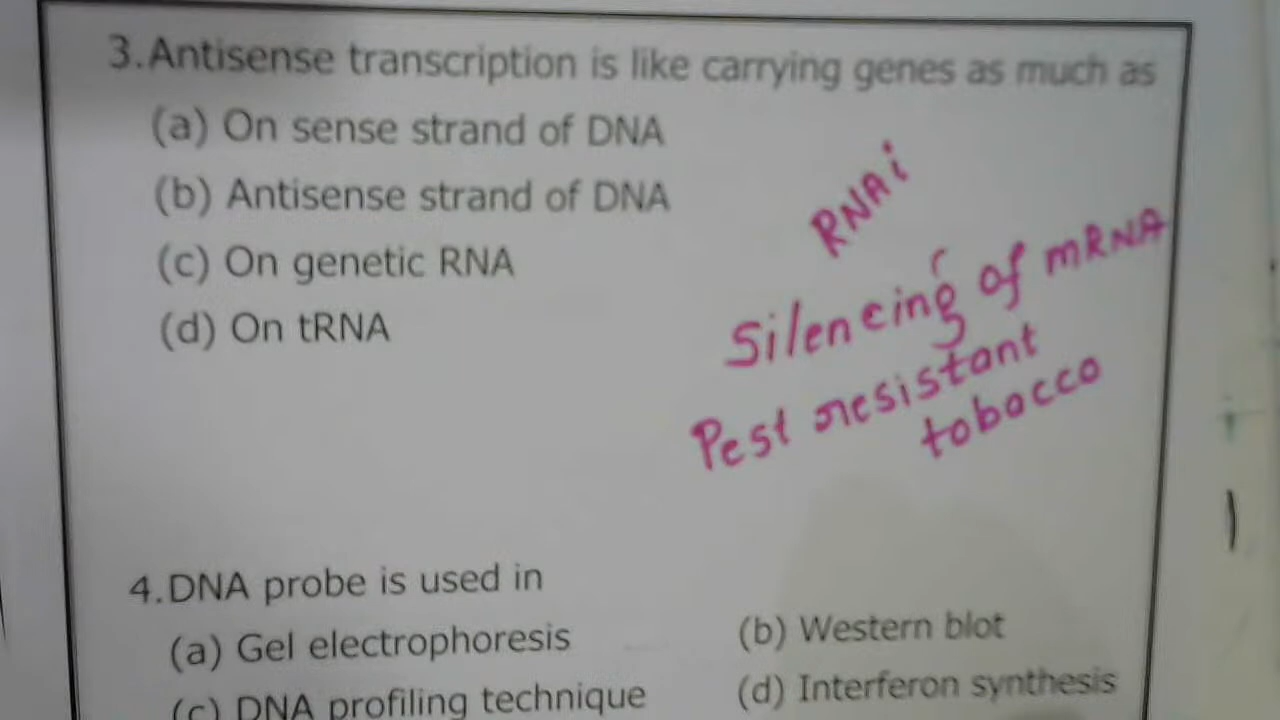 3. Antisense transcription is like carrying genes as much as
(a) On sense strand of DNA
(b) Antisense strand of DNA
(c) On genetic RNA
(d) On tRNA
RNAi
Silencing of mRNA
Pest resistant
tobacco
4. DNA probe is used in
(a) Gel electrophoresis
(b) Western blot
(c) DNA profiling technique
(d) Interferon synthesis